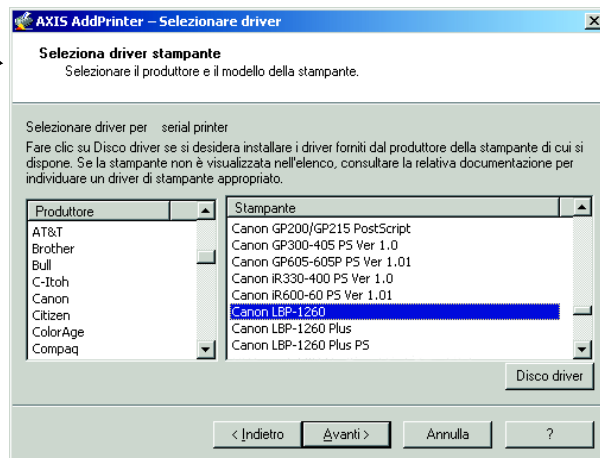 AXIS AddPrinter – Selezionare driver
Seleziona driver stampante
Selezionare il produttore e il modello della stampante.
Selezionare driver per serial printer
Fare clic su Disco driver se si desidera installare i driver forniti dal produttore della stampante di cui si
dispone. Se la stampante non è visualizzata nell'elenco, consultare la relativa documentazione per
individuare un driver di stampante appropriato.
Produttore
AT&T
Brother
Bull
C-Itoh
Canon
Citizen
ColorAge
Compaq
Stampante
Canon GP200/GP215 PostScript
Canon GP300-405 PS Ver 1.0
Canon GP605-605P PS Ver 1.01
Canon iR330-400 PS Ver 1.0
Canon iR600-60 PS Ver 1.01
Canon LBP-1260
Canon LBP-1260 Plus
Canon LBP-1260 Plus PS
Disco driver
< Indietro
Avanti >
Annulla
?